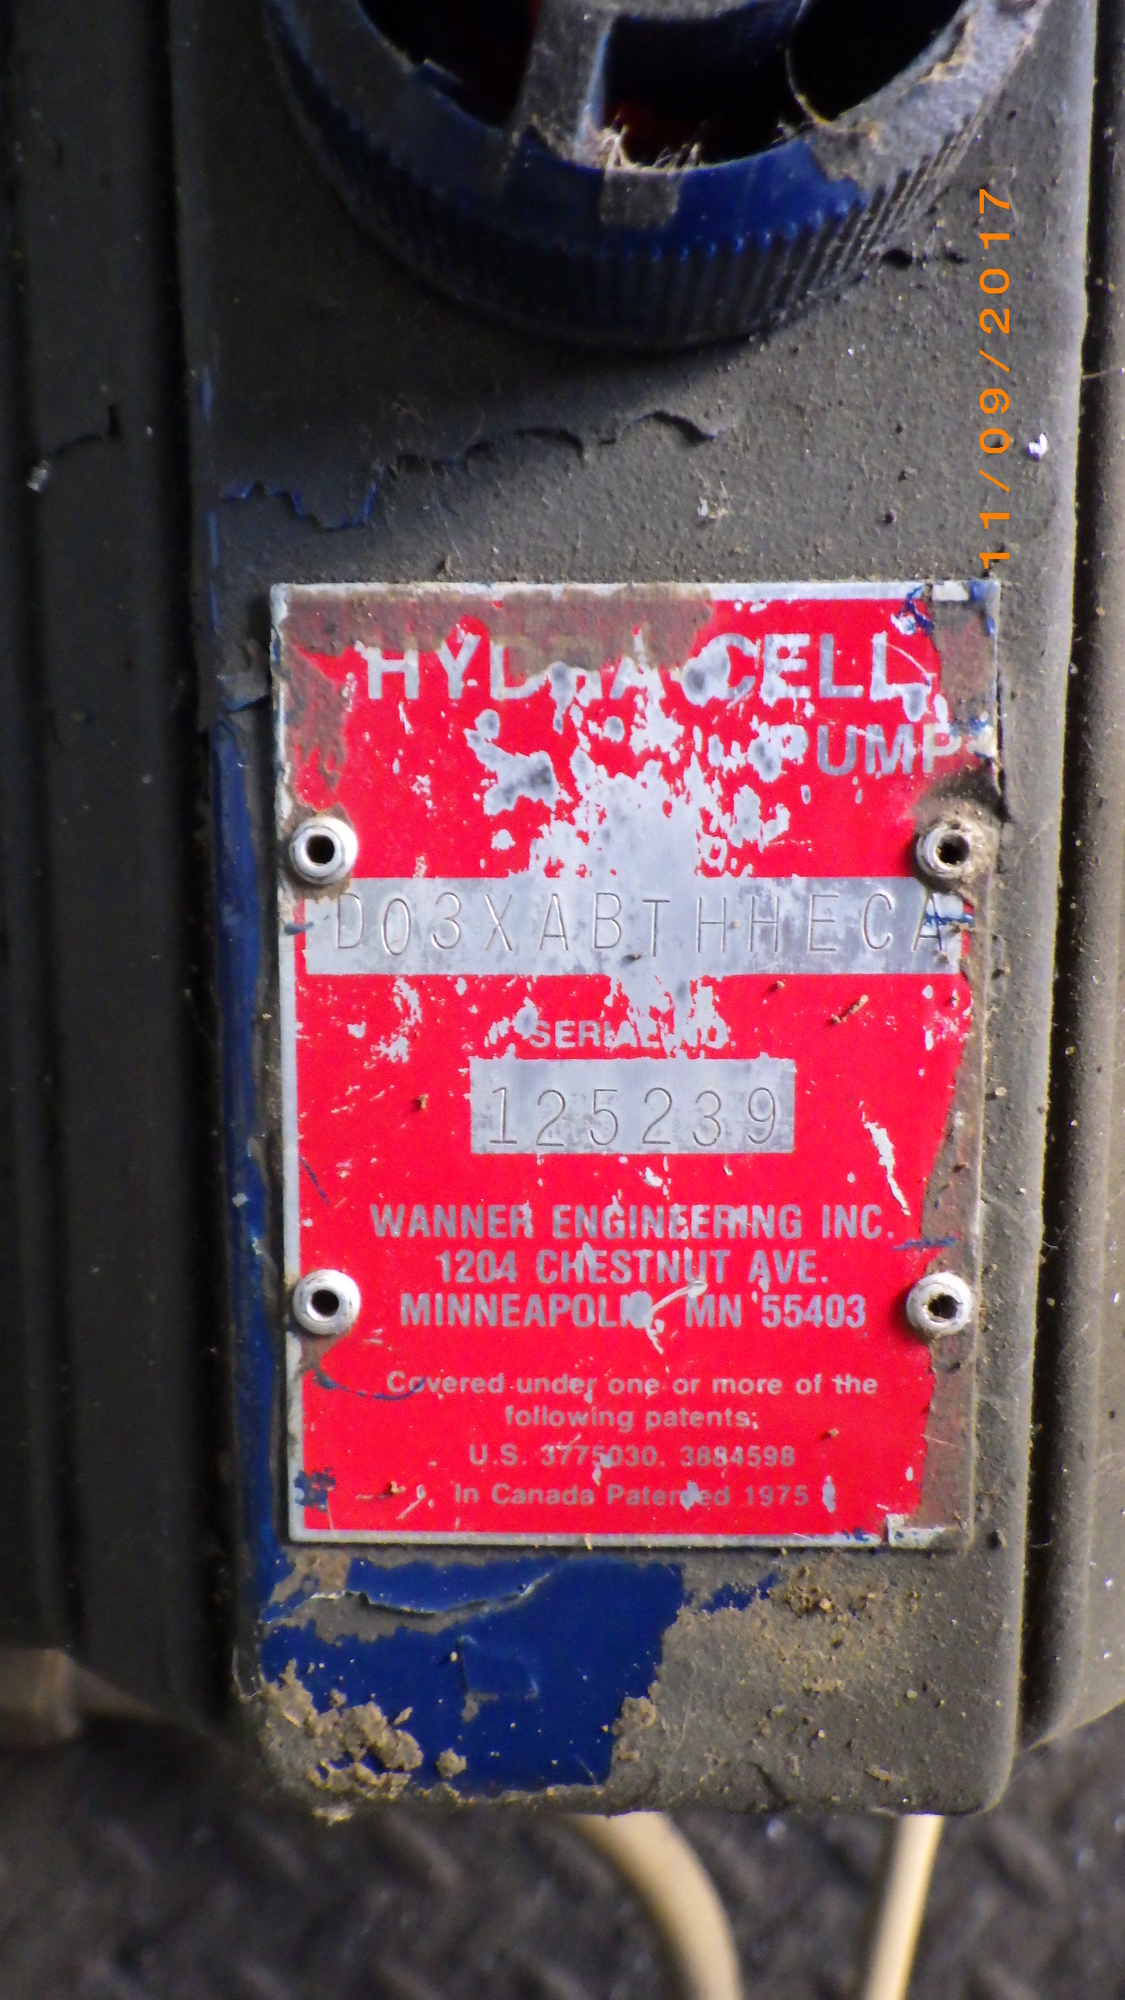 HYDRA-CELL
PUMP
D03XABTHHECA
SERIAL NO.
125239
WANNER ENGINEERING INC.
1204 CHESTNUT AVE.
MINNEAPOLIS, MN 55403
Covered under one or more of the
following patents:
U.S. 3775030. 3884598
In Canada Patented 1975
11/09/2017